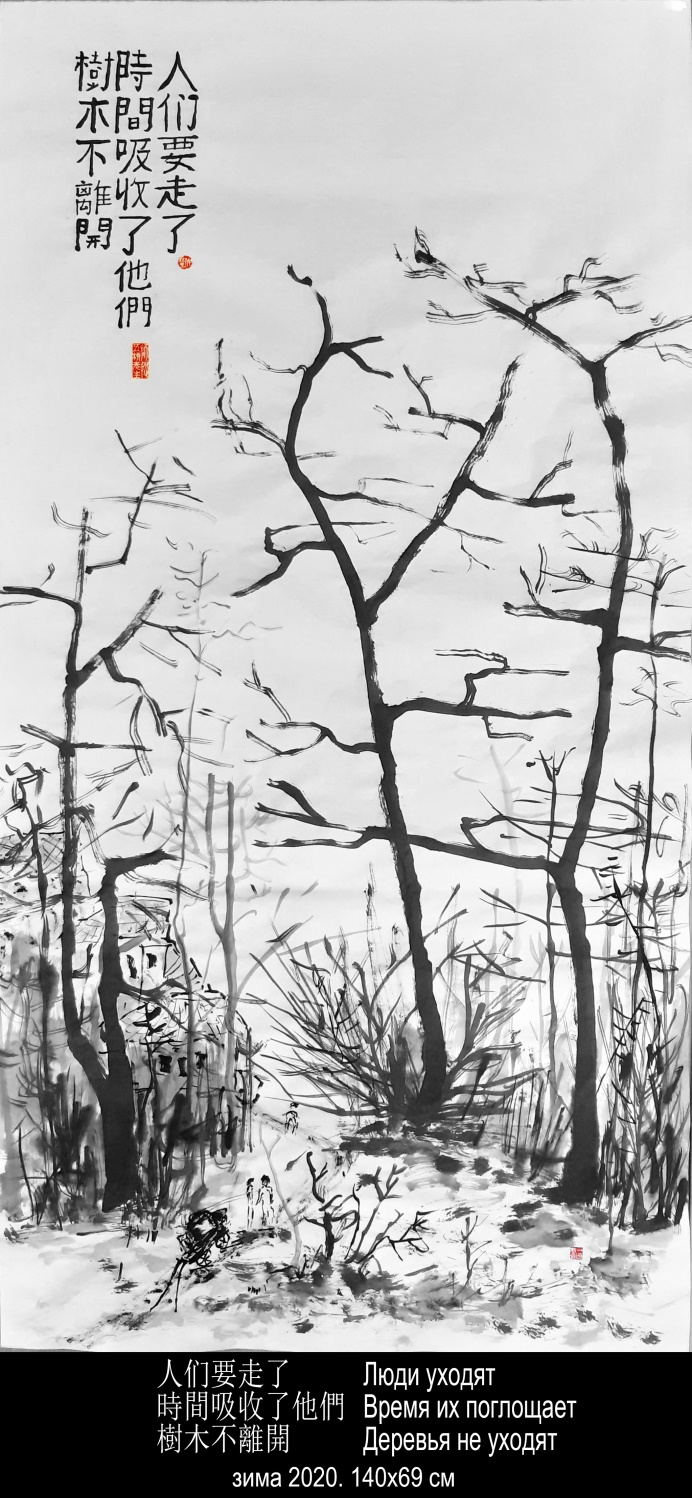 人们要走了
時間吸收了他們
樹木不離開
人们要走了
時間吸收了他們
樹木不離開
Люди уходят
Время их поглощает
Деревья не уходят
зима 2020. 140x69 см